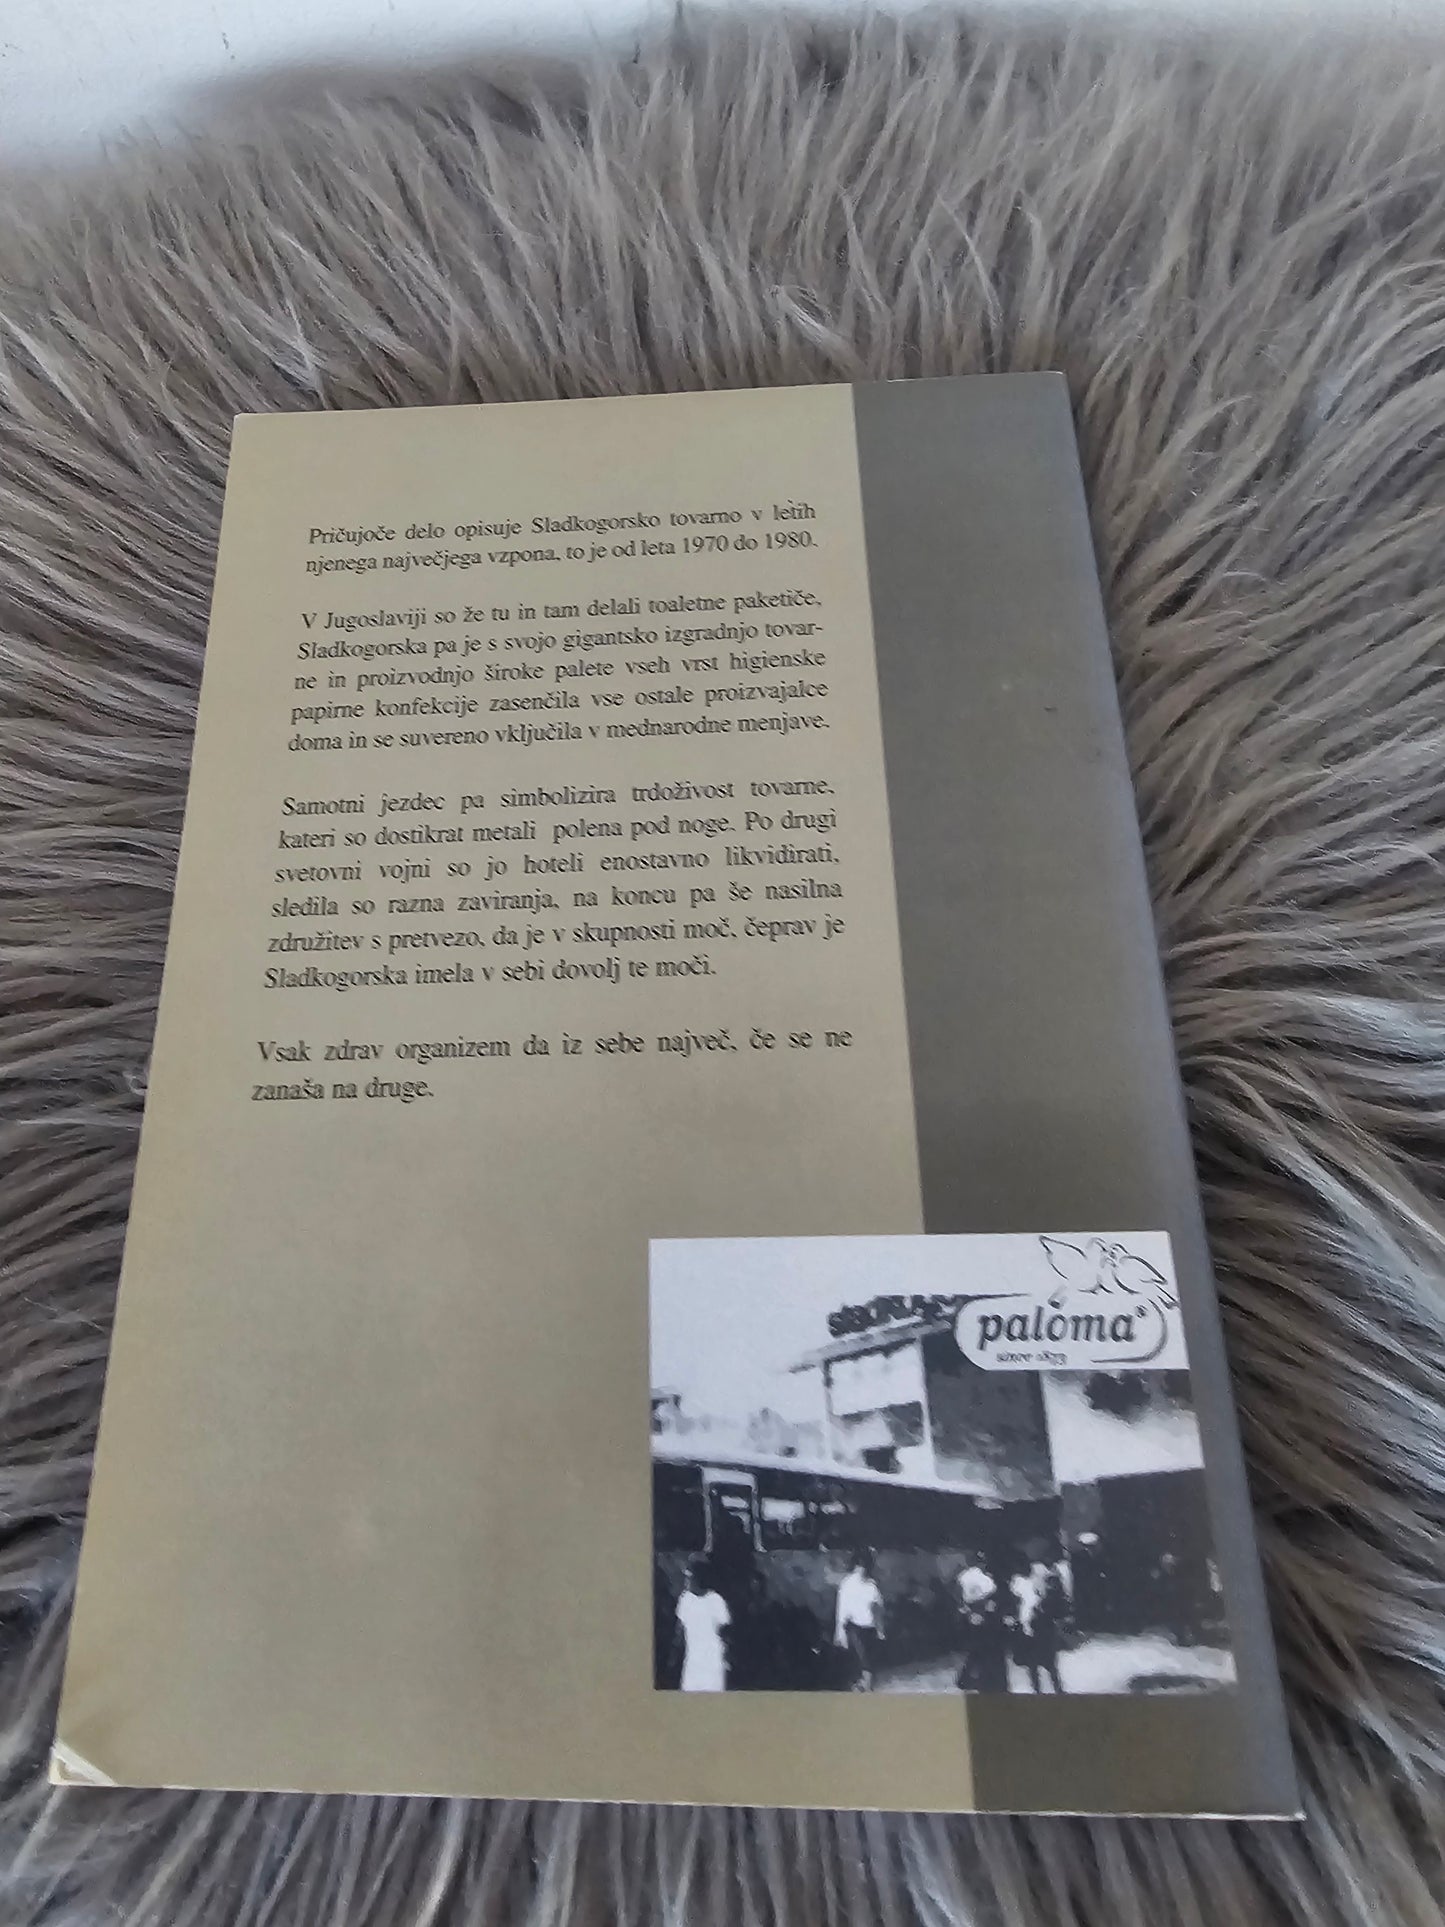 Pričujoče delo opisuje Sladkogorsko tovarno v letih
njenega največjega vzpona, to je od leta 1970 do 1980.
V Jugoslaviji so že tu in tam delali toaletne paketiče,
Sladkogorska pa je s svojo gigantsko izgradnjo tovar-
ne in proizvodnjo široke palete vseh vrst higienske
papirne konfekcije zasenčila vse ostale proizvajalce
doma in se suvereno vključila v mednarodne menjave.
Samotni jezdec pa simbolizira trdoživost tovarne,
kateri so dostikrat metali polena pod noge. Po drugi
svetovni vojni so jo hoteli enostavno likvidirati,
sledila so razna zaviranja, na koncu pa še nasilna
združitev s pretvezo, da je v skupnosti moč, čeprav je
Sladkogorska imela v sebi dovolj te moči.
Vsak zdrav organizem da iz sebe največ, če se ne
zanaša na druge.
paloma®
since 1873